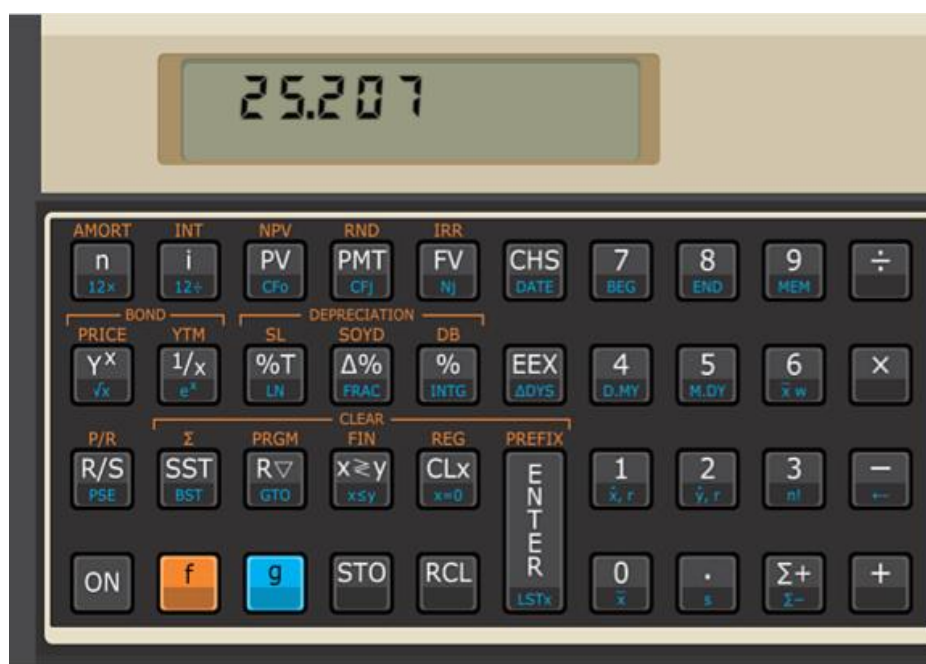 25.207
AMORT INT NPV RND IRR
n i PV PMT FV CHS 7 8 9 ÷
12× 12÷ CFo CFj Nj DATE BEG END MEM
BOND DEPRECIATION
PRICE YTM SL SOYD DB
Yˣ 1/x %T Δ% % EEX 4 5 6 ×
√x eˣ LN FRAC INTG ΔDYS D.MY M.DY x̄ w
CLEAR
P/R Σ PRGM FIN REG PREFIX
R/S SST R▽ x≷y CLx ENTER 1 2 3 −
PSE BST GTO x≤y x=0 x̂, r ŷ, r n! ←
ON f g STO RCL 0 . Σ+ +
LSTx x̄ s Σ−